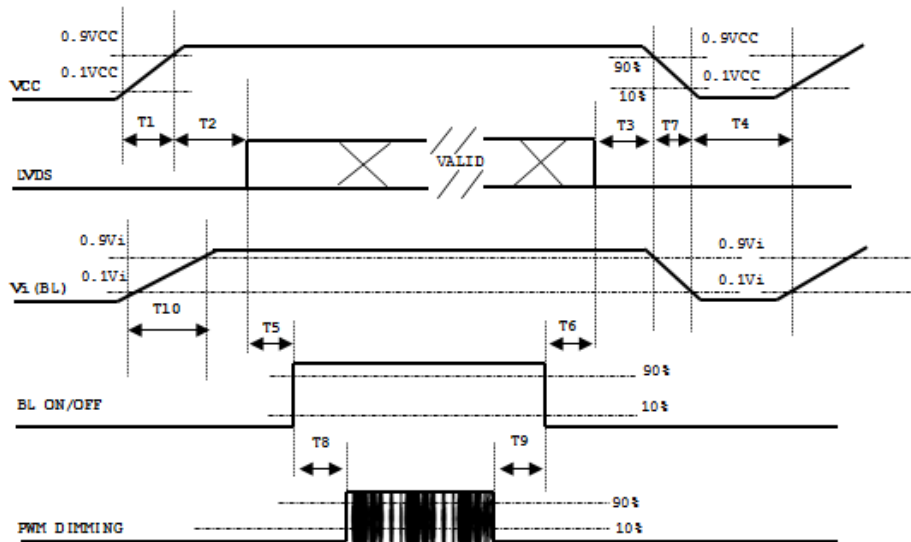 0.9VCC 0.9VCC
90%
0.1VCC 0.1VCC
VCC 10%
T1 T2 T3 T7 T4
VALID
LVDS
0.9Vi 0.9Vi
0.1Vi 0.1Vi
Vi(BL)
T10
T5 T6
90%
BL ON/OFF 10%
T8 T9
90%
PWM DIMMING 10%